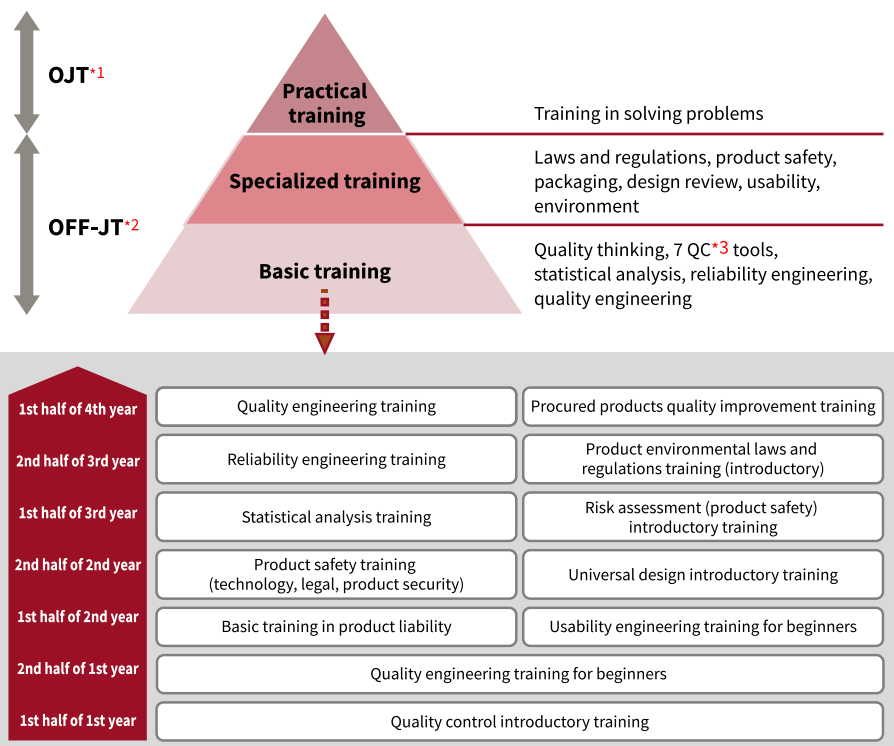 OJT*1
Practical
training
Training in solving problems
Specialized training
Laws and regulations, product safety,
packaging, design review, usability,
environment
OFF-JT*2
Basic training
Quality thinking, 7 QC*3 tools,
statistical analysis, reliability engineering,
quality engineering
1st half of 4th year
Quality engineering training
Procured products quality improvement training
2nd half of 3rd year
Reliability engineering training
Product environmental laws and
regulations training (introductory)
1st half of 3rd year
Statistical analysis training
Risk assessment (product safety)
introductory training
2nd half of 2nd year
Product safety training
(technology, legal, product security)
Universal design introductory training
1st half of 2nd year
Basic training in product liability
Usability engineering training for beginners
2nd half of 1st year
Quality engineering training for beginners
1st half of 1st year
Quality control introductory training